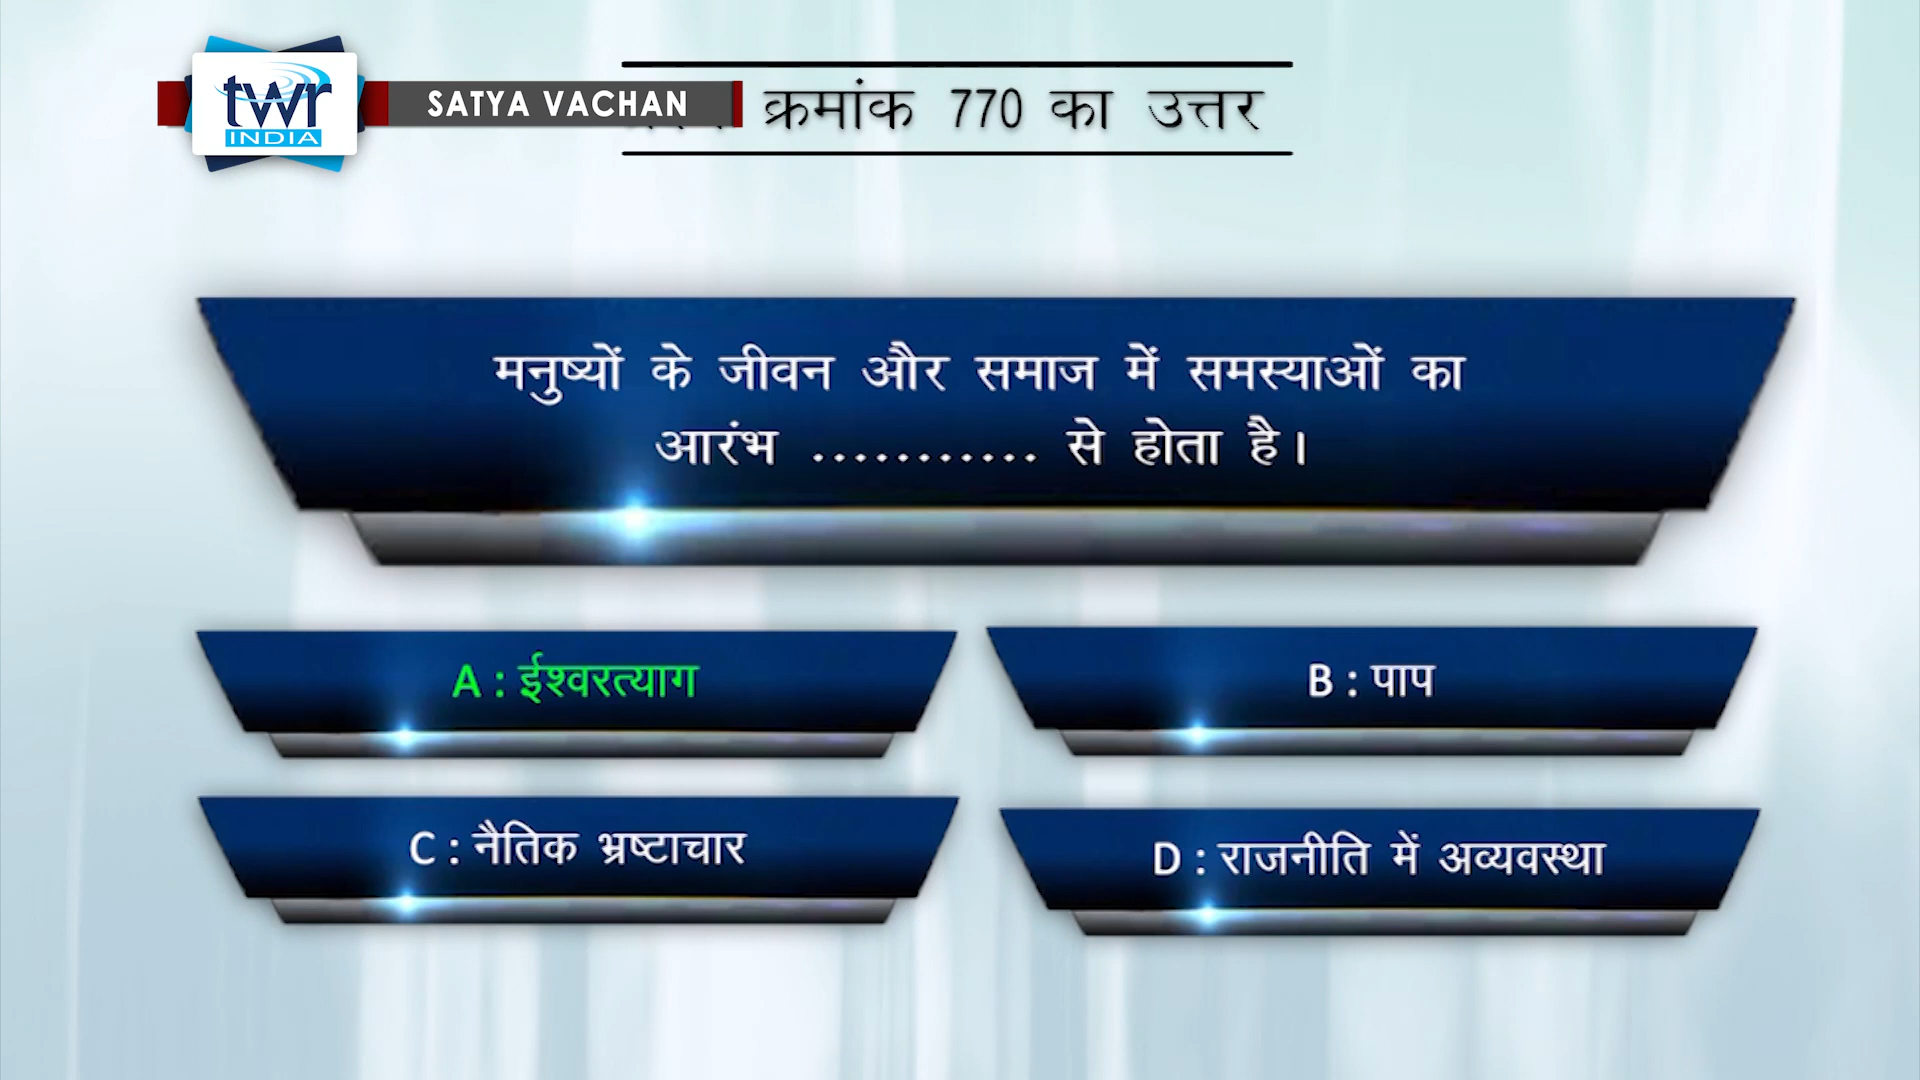 twr
INDIA
SATYA VACHAN
क्रमांक 770 का उत्तर
मनुष्यों के जीवन और समाज में समस्याओं का
आरंभ ........... से होता है।
A : ईश्वरत्याग
B : पाप
C : नैतिक भ्रष्टाचार
D : राजनीति में अव्यवस्था